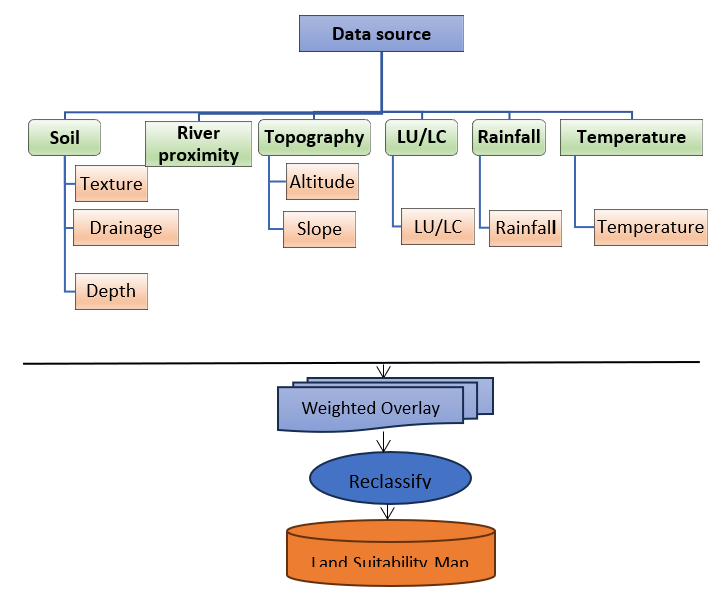 Data source
Soil
River
proximity
Topography
LU/LC
Rainfall
Temperature
Texture
Altitude
Drainage
Slope
LU/LC
Rainfall
Temperature
Depth
Weighted Overlay
Reclassify
Land Suitability Map